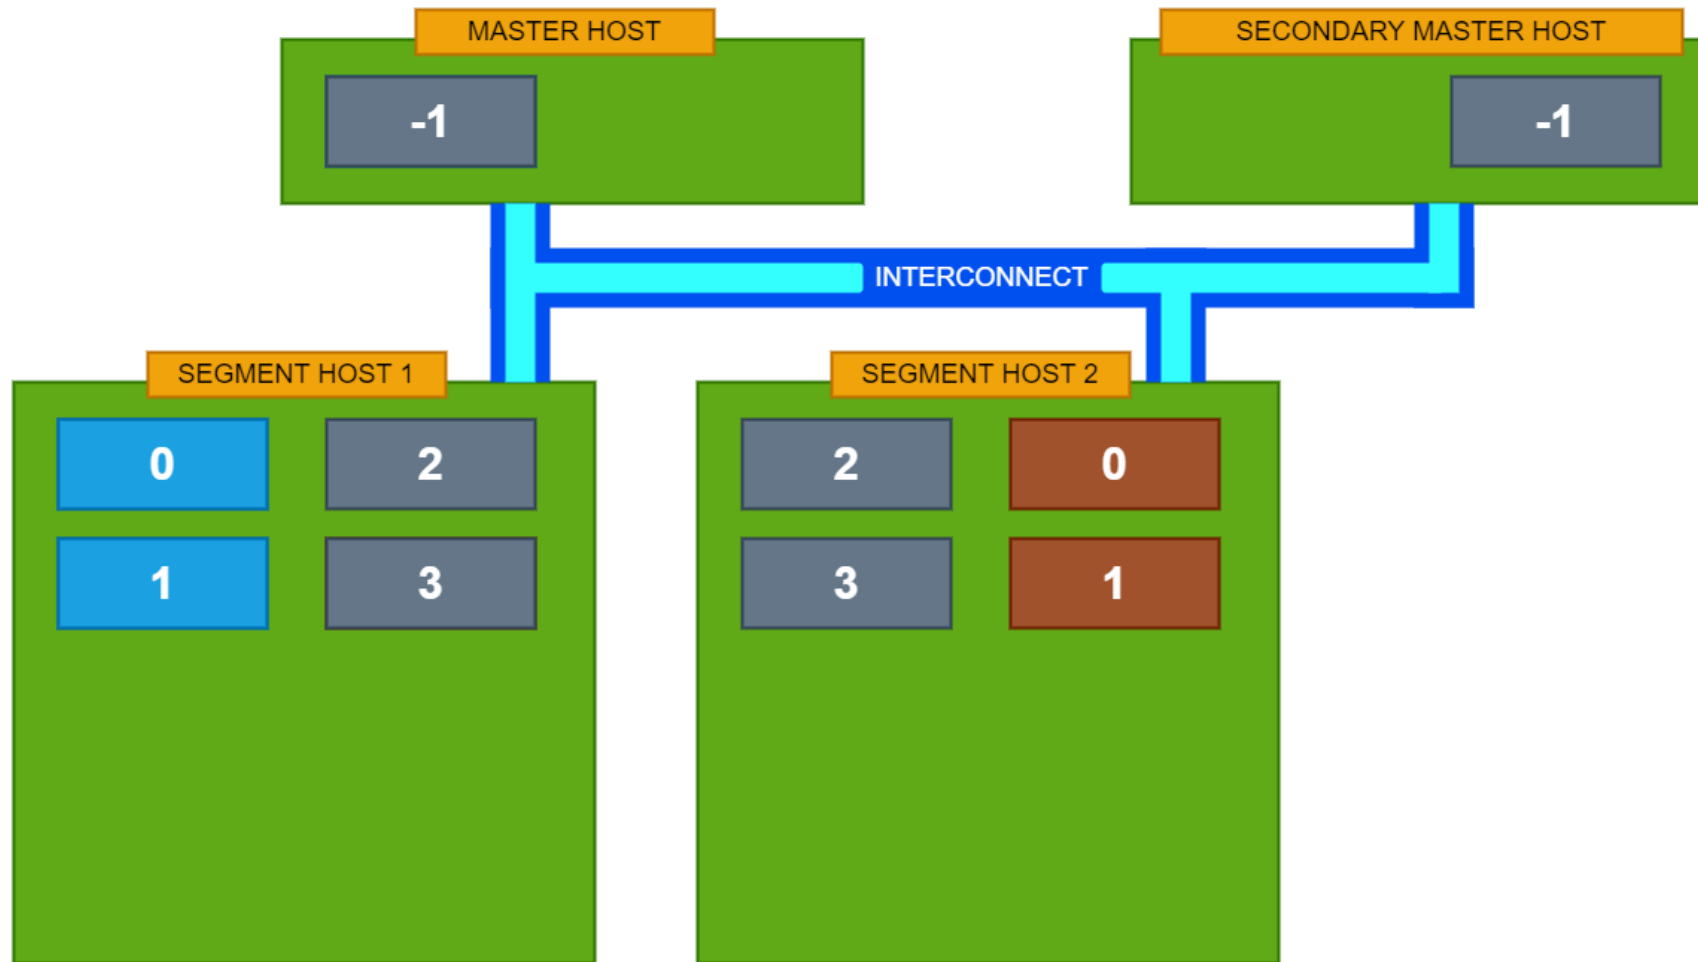 MASTER HOST
SECONDARY MASTER HOST
-1
-1
INTERCONNECT
SEGMENT HOST 1
SEGMENT HOST 2
0
2
2
0
1
3
3
1